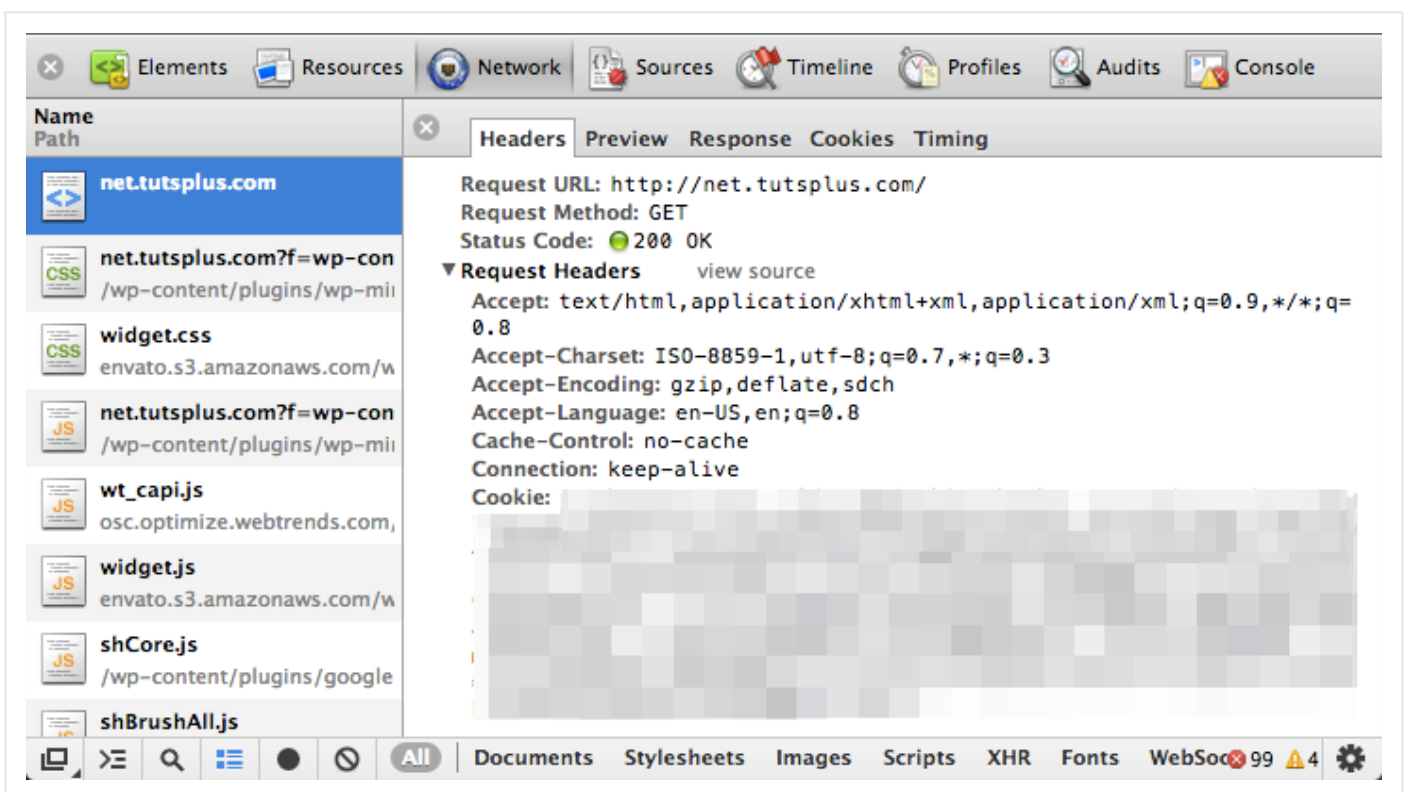 Elements Resources Network Sources Timeline Profiles Audits Console
Name
Path
Headers Preview Response Cookies Timing
net.tutsplus.com
net.tutsplus.com?f=wp-con
/wp-content/plugins/wp-mi
widget.css
envato.s3.amazonaws.com/w
net.tutsplus.com?f=wp-con
/wp-content/plugins/wp-mi
wt_capi.js
osc.optimize.webtrends.com,
widget.js
envato.s3.amazonaws.com/w
shCore.js
/wp-content/plugins/google
shBrushAll.js
Request URL: http://net.tutsplus.com/
Request Method: GET
Status Code: 200 OK
Request Headers view source
Accept: text/html,application/xhtml+xml,application/xml;q=0.9,*/*;q=
0.8
Accept-Charset: ISO-8859-1,utf-8;q=0.7,*;q=0.3
Accept-Encoding: gzip,deflate,sdch
Accept-Language: en-US,en;q=0.8
Cache-Control: no-cache
Connection: keep-alive
Cookie:
All Documents Stylesheets Images Scripts XHR Fonts WebSoc 99 4